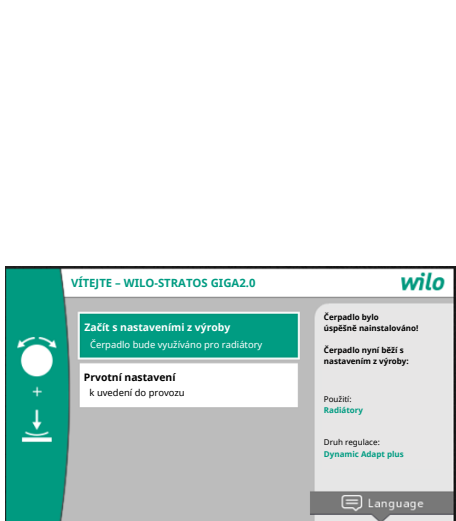 VÍTEJTE – WILO-STRATOS GIGA2.0
wilo
Začít s nastaveními z výroby
Čerpadlo bude využíváno pro radiátory
Prvotní nastavení
k uvedení do provozu
Čerpadlo bylo
úspěšně nainstalováno!
Čerpadlo nyní běží s
nastavením z výroby:
Použití:
Radiátory
Druh regulace:
Dynamic Adapt plus
+
Language